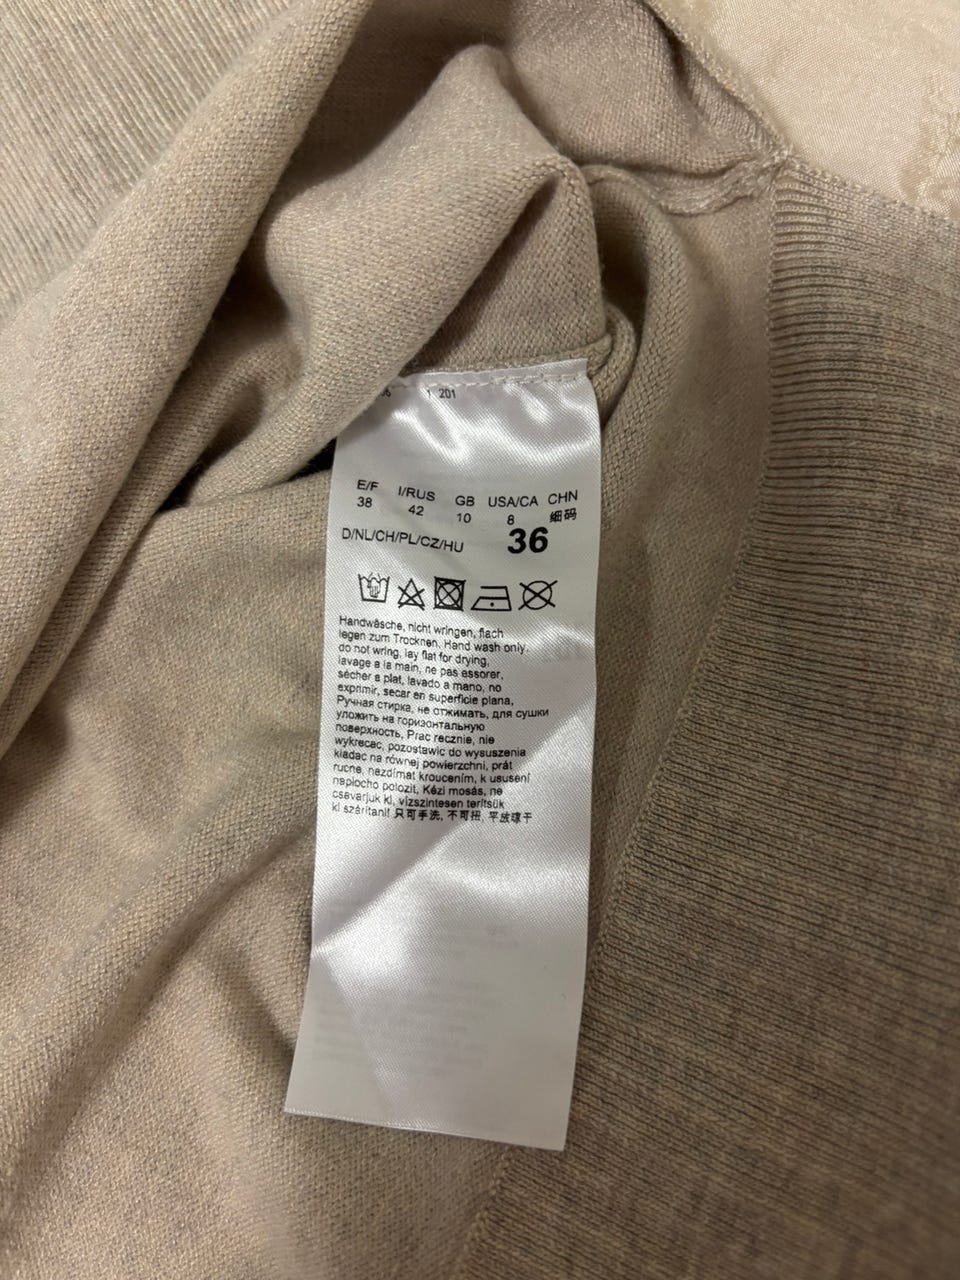 1 201
E/F I/RUS GB USA/CA CHN
38 42 10 8 细码
D/NL/CH/PL/CZ/HU 36
Handwäsche, nicht wringen, flach
legen zum Trocknen, Hand wash only,
do not wring, lay flat for drying,
lavage a la main, ne pas essorer,
sécher a plat, lavado a mano, no
exprimir, secar en superficie plana,
Ручная стирка, не отжимать, для сушки
уложить на горизонтальную
поверхность, Prac recznie, nie
wykrecac, pozostawic do wysuszenia
kladac na równej powierzchni, prát
rucne, nezdímat kroucením, k ususení
naplocho polozit, Kézi mosás, ne
csavarjuk ki, vízszintesen terítsük
ki szárítani! 只可手洗, 不可扭, 平放晾干